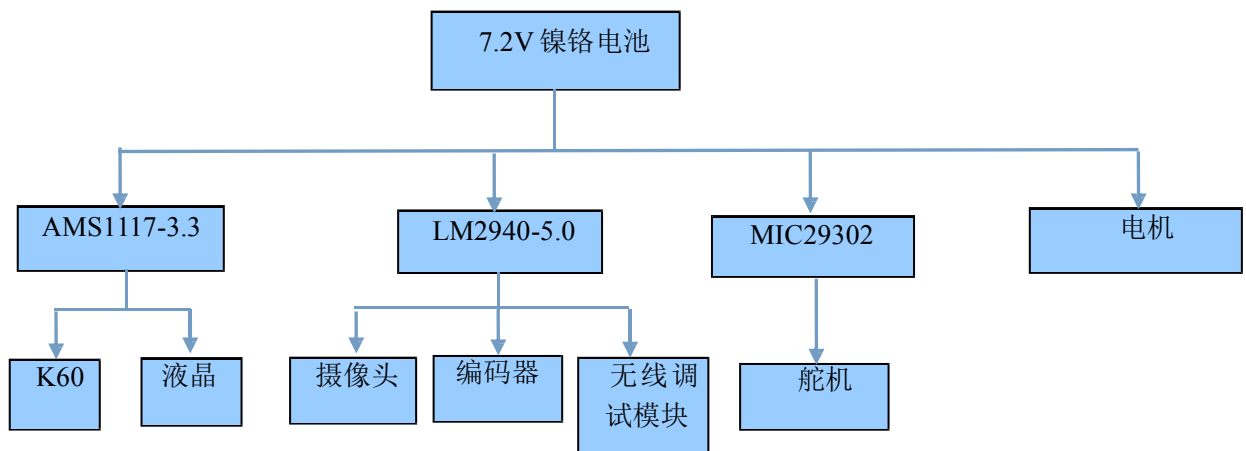 7.2V 镍铬电池
AMS1117-3.3
LM2940-5.0
MIC29302
电机
K60
液晶
摄像头
编码器
无线调
试模块
舵机